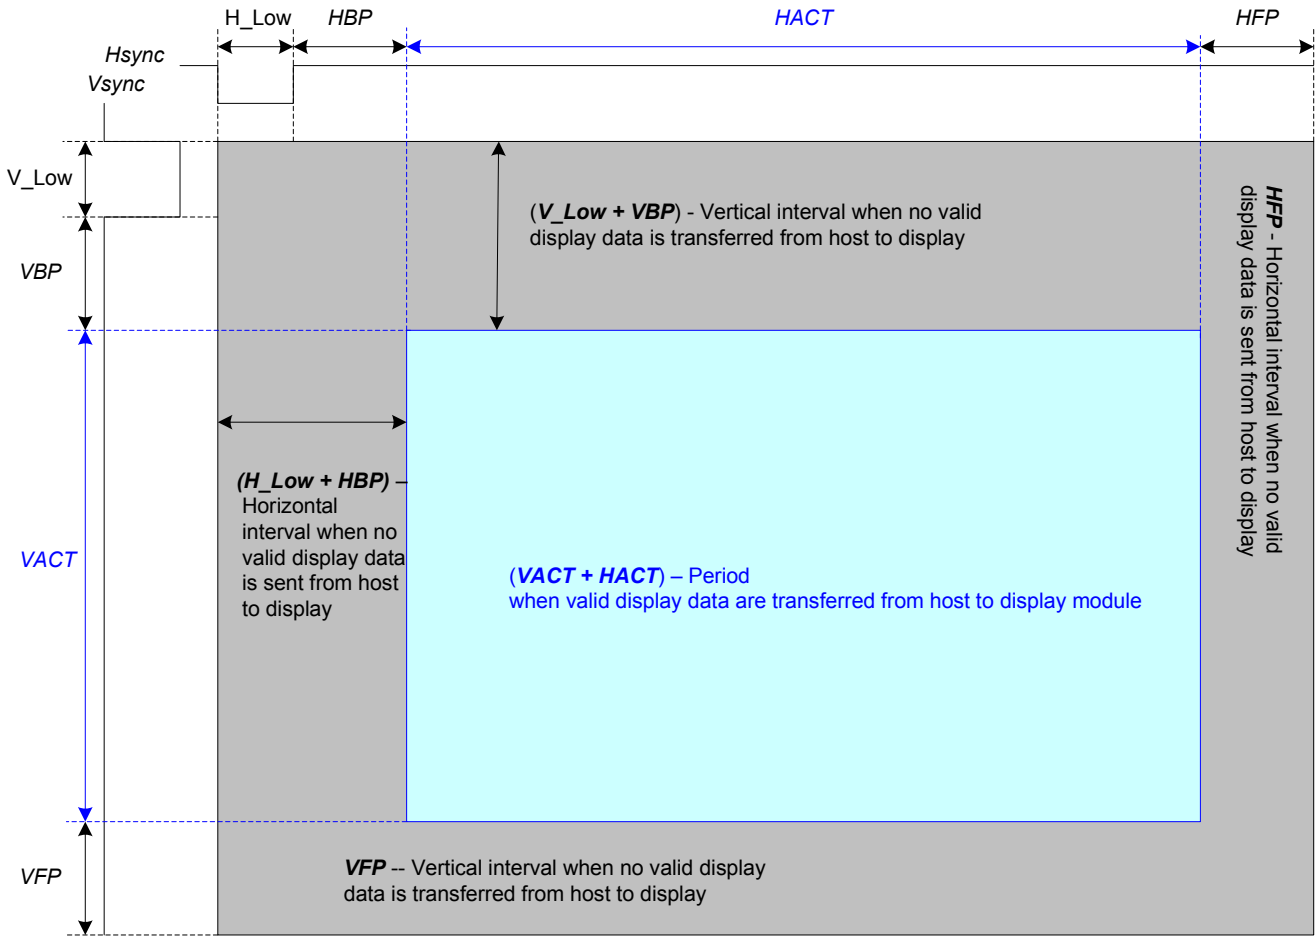 H_Low HBP HACT HFP
Hsync
Vsync
V_Low
(V_Low + VBP) - Vertical interval when no valid
display data is transferred from host to display
HFP - Horizontal interval when no valid
display data is sent from host to display
VBP
(H_Low + HBP) –
Horizontal
interval when no
valid display data
is sent from host
to display
VACT
(VACT + HACT) – Period
when valid display data are transferred from host to display module
VFP
VFP -- Vertical interval when no valid display
data is transferred from host to display